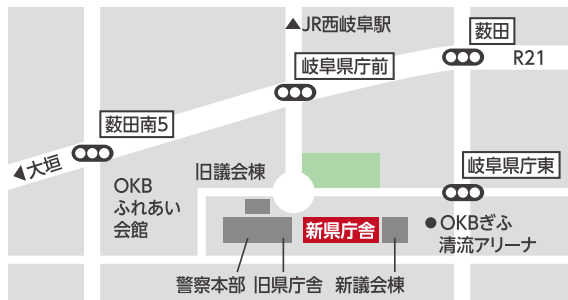 ▲JR西岐阜駅
薮田
岐阜県庁前
R21
薮田南5
◀大垣
岐阜県庁東
旧議会棟
OKB
ふれあい
会館
新県庁舎
●OKBぎふ
清流アリーナ
警察本部 旧県庁舎 新議会棟